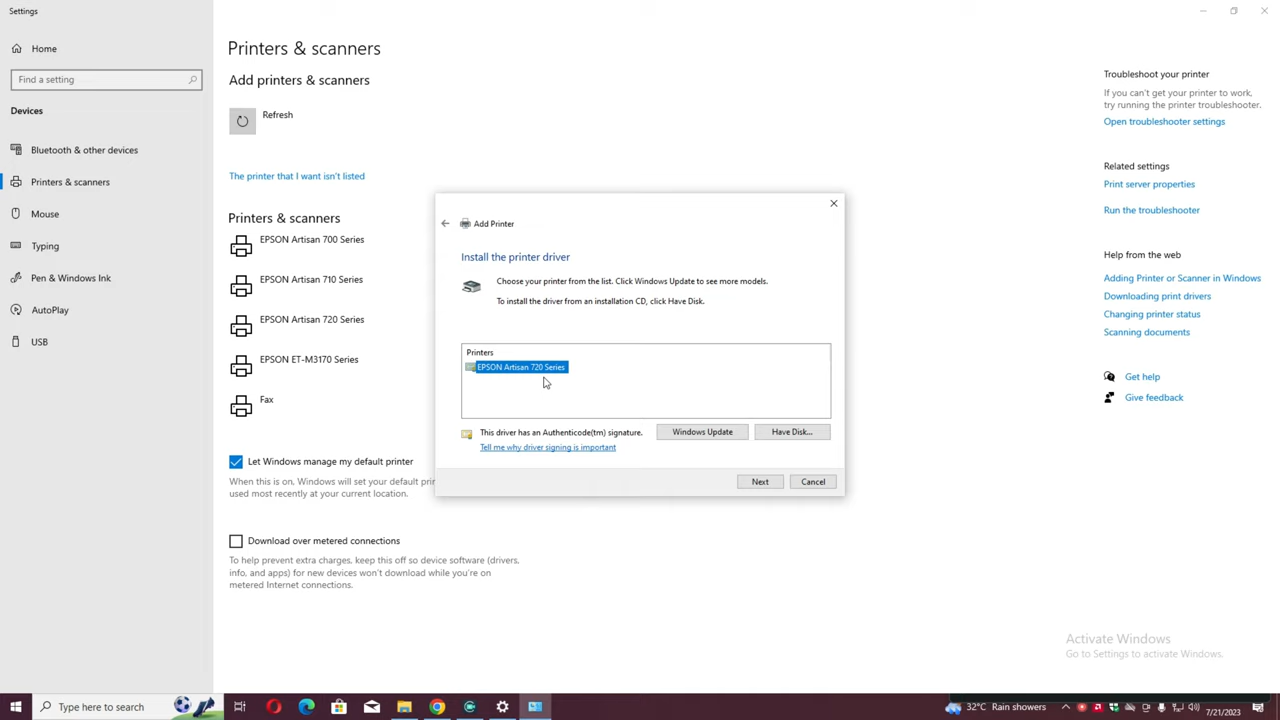 Settings
Home
Find a setting
Devices
Bluetooth & other devices
Printers & scanners
Mouse
Typing
Pen & Windows Ink
AutoPlay
USB
Printers & scanners
Add printers & scanners
Refresh
The printer that I want isn't listed
Printers & scanners
EPSON Artisan 700 Series
EPSON Artisan 710 Series
EPSON Artisan 720 Series
EPSON ET-M3170 Series
Fax
Let Windows manage my default printer
When this is on, Windows will set your default prin
used most recently at your current location.
Download over metered connections
To help prevent extra charges, keep this off so device software (drivers,
info, and apps) for new devices won't download while you're on
metered Internet connections.
Add Printer
Install the printer driver
Choose your printer from the list. Click Windows Update to see more models.
To install the driver from an installation CD, click Have Disk.
Printers
EPSON Artisan 720 Series
This driver has an Authenticode(tm) signature.
Tell me why driver signing is important
Windows Update
Have Disk...
Next
Cancel
Troubleshoot your printer
If you can't get your printer to work,
try running the printer troubleshooter.
Open troubleshooter settings
Related settings
Print server properties
Run the troubleshooter
Help from the web
Adding Printer or Scanner in Windows
Downloading print drivers
Changing printer status
Scanning documents
Get help
Give feedback
Activate Windows
Go to Settings to activate Windows.
Type here to search
32°C Rain showers
7/21/2023